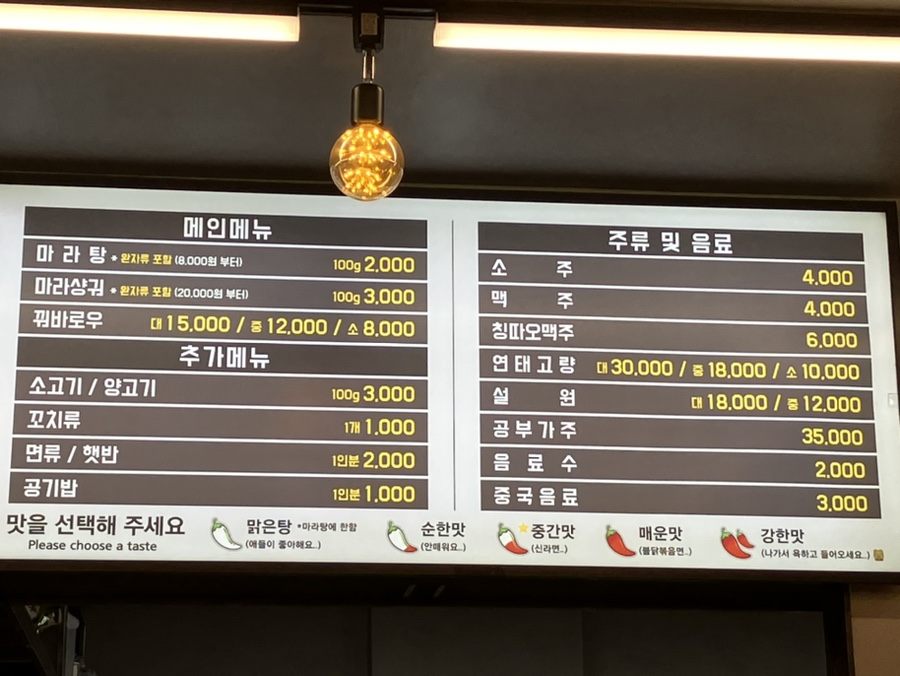 메인메뉴
마라탕 * 완자류 포함 (8,000원 부터) 100g 2,000
마라샹궈 * 완자류 포함 (20,000원 부터) 100g 3,000
꿔바로우 대 15,000 / 중 12,000 / 소 8,000
추가메뉴
소고기 / 양고기 100g 3,000
꼬치류 1개 1,000
면류 / 햇반 1인분 2,000
공기밥 1인분 1,000
주류 및 음료
소주 4,000
맥주 4,000
칭따오맥주 6,000
연태고량 대 30,000 / 중 18,000 / 소 10,000
설원 대 18,000 / 중 12,000
공부가주 35,000
음료수 2,000
중국음료 3,000
맛을 선택해 주세요
Please choose a taste
맑은탕 *마라탕에 한함
(애들이 좋아해요..)
순한맛
(안매워요..)
중간맛
(신라면..)
매운맛
(불닭볶음면..)
강한맛
(나가서 욕하고 들어오세요..)